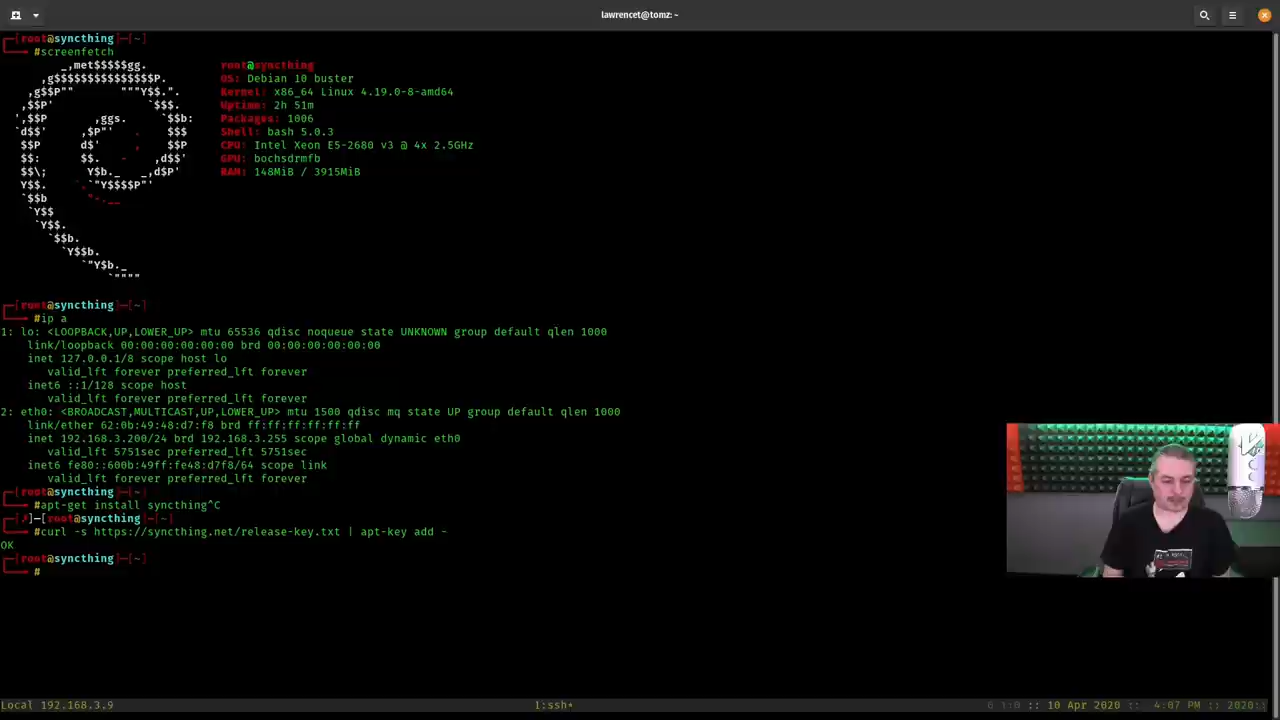 lawrencet@tomz: ~
┌─[root@syncthing]─[~]
└──╼ #screenfetch
         _,met$$$$$gg.
      ,g$$$$$$$$$$$$$$$P.
    ,g$$P""       """Y$$.".
   ,$$P'              `$$$.
  ',$$P       ,ggs.     `$$b:
  `d$$'     ,$P"'   .    $$$
   $$P      d$'     ,    $$P
   $$:      $$.   -    ,d$$'
   $$\;      Y$b._   _,d$P'
   Y$$.    `.`"Y$$$$P"'
   `$$b      "-.__
    `Y$$
     `Y$$.
       `$$b.
         `Y$$b.
            `"Y$b._
                `""""
root@syncthing
OS: Debian 10 buster
Kernel: x86_64 Linux 4.19.0-8-amd64
Uptime: 2h 51m
Packages: 1006
Shell: bash 5.0.3
CPU: Intel Xeon E5-2680 v3 @ 4x 2.5GHz
GPU: bochsdrmfb
RAM: 148MiB / 3915MiB
┌─[root@syncthing]─[~]
└──╼ #ip a
1: lo: <LOOPBACK,UP,LOWER_UP> mtu 65536 qdisc noqueue state UNKNOWN group default qlen 1000
    link/loopback 00:00:00:00:00:00 brd 00:00:00:00:00:00
    inet 127.0.0.1/8 scope host lo
       valid_lft forever preferred_lft forever
    inet6 ::1/128 scope host
       valid_lft forever preferred_lft forever
2: eth0: <BROADCAST,MULTICAST,UP,LOWER_UP> mtu 1500 qdisc mq state UP group default qlen 1000
    link/ether 62:0b:49:48:d7:f8 brd ff:ff:ff:ff:ff:ff
    inet 192.168.3.200/24 brd 192.168.3.255 scope global dynamic eth0
       valid_lft 5751sec preferred_lft 5751sec
    inet6 fe80::600b:49ff:fe48:d7f8/64 scope link
       valid_lft forever preferred_lft forever
┌─[root@syncthing]─[~]
└──╼ #apt-get install syncthing^C
┌─[✗]─[root@syncthing]─[~]
└──╼ #curl -s https://syncthing.net/release-key.txt | apt-key add -
OK
┌─[root@syncthing]─[~]
└──╼ #
Local 192.168.3.9 1:ssh* :: 10 Apr 2020 :: 4:07 PM :: 2020::